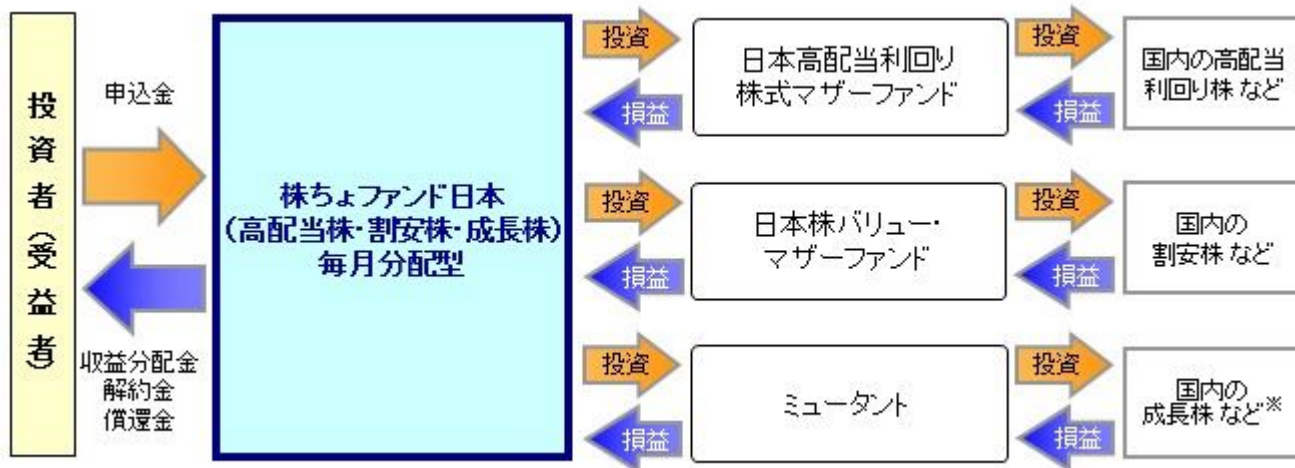 投資者(受益者)
申込金
収益分配金
解約金
償還金
株ちょファンド日本
(高配当株・割安株・成長株)
毎月分配型
投資
損益
日本高配当利回り
株式マザーファンド
投資
損益
国内の高配当
利回り株 など
投資
損益
日本株バリュー・
マザーファンド
投資
損益
国内の
割安株 など
投資
損益
ミュータント
投資
損益
国内の
成長株 など※